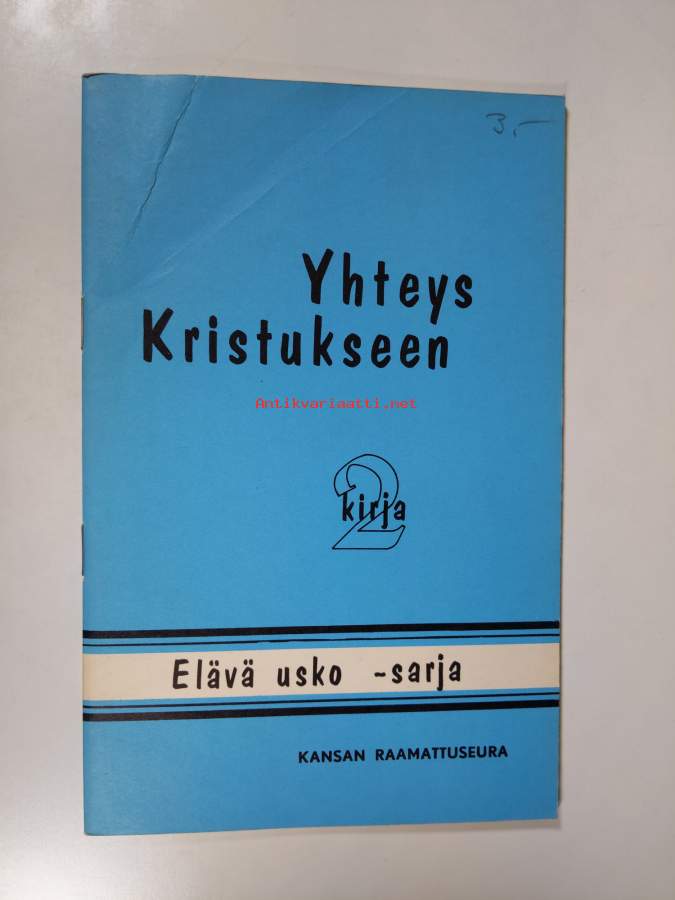 3,-
Yhteys
Kristukseen
Antikvariaatti.net
2
kirja
Elävä usko -sarja
KANSAN RAAMATTUSEURA